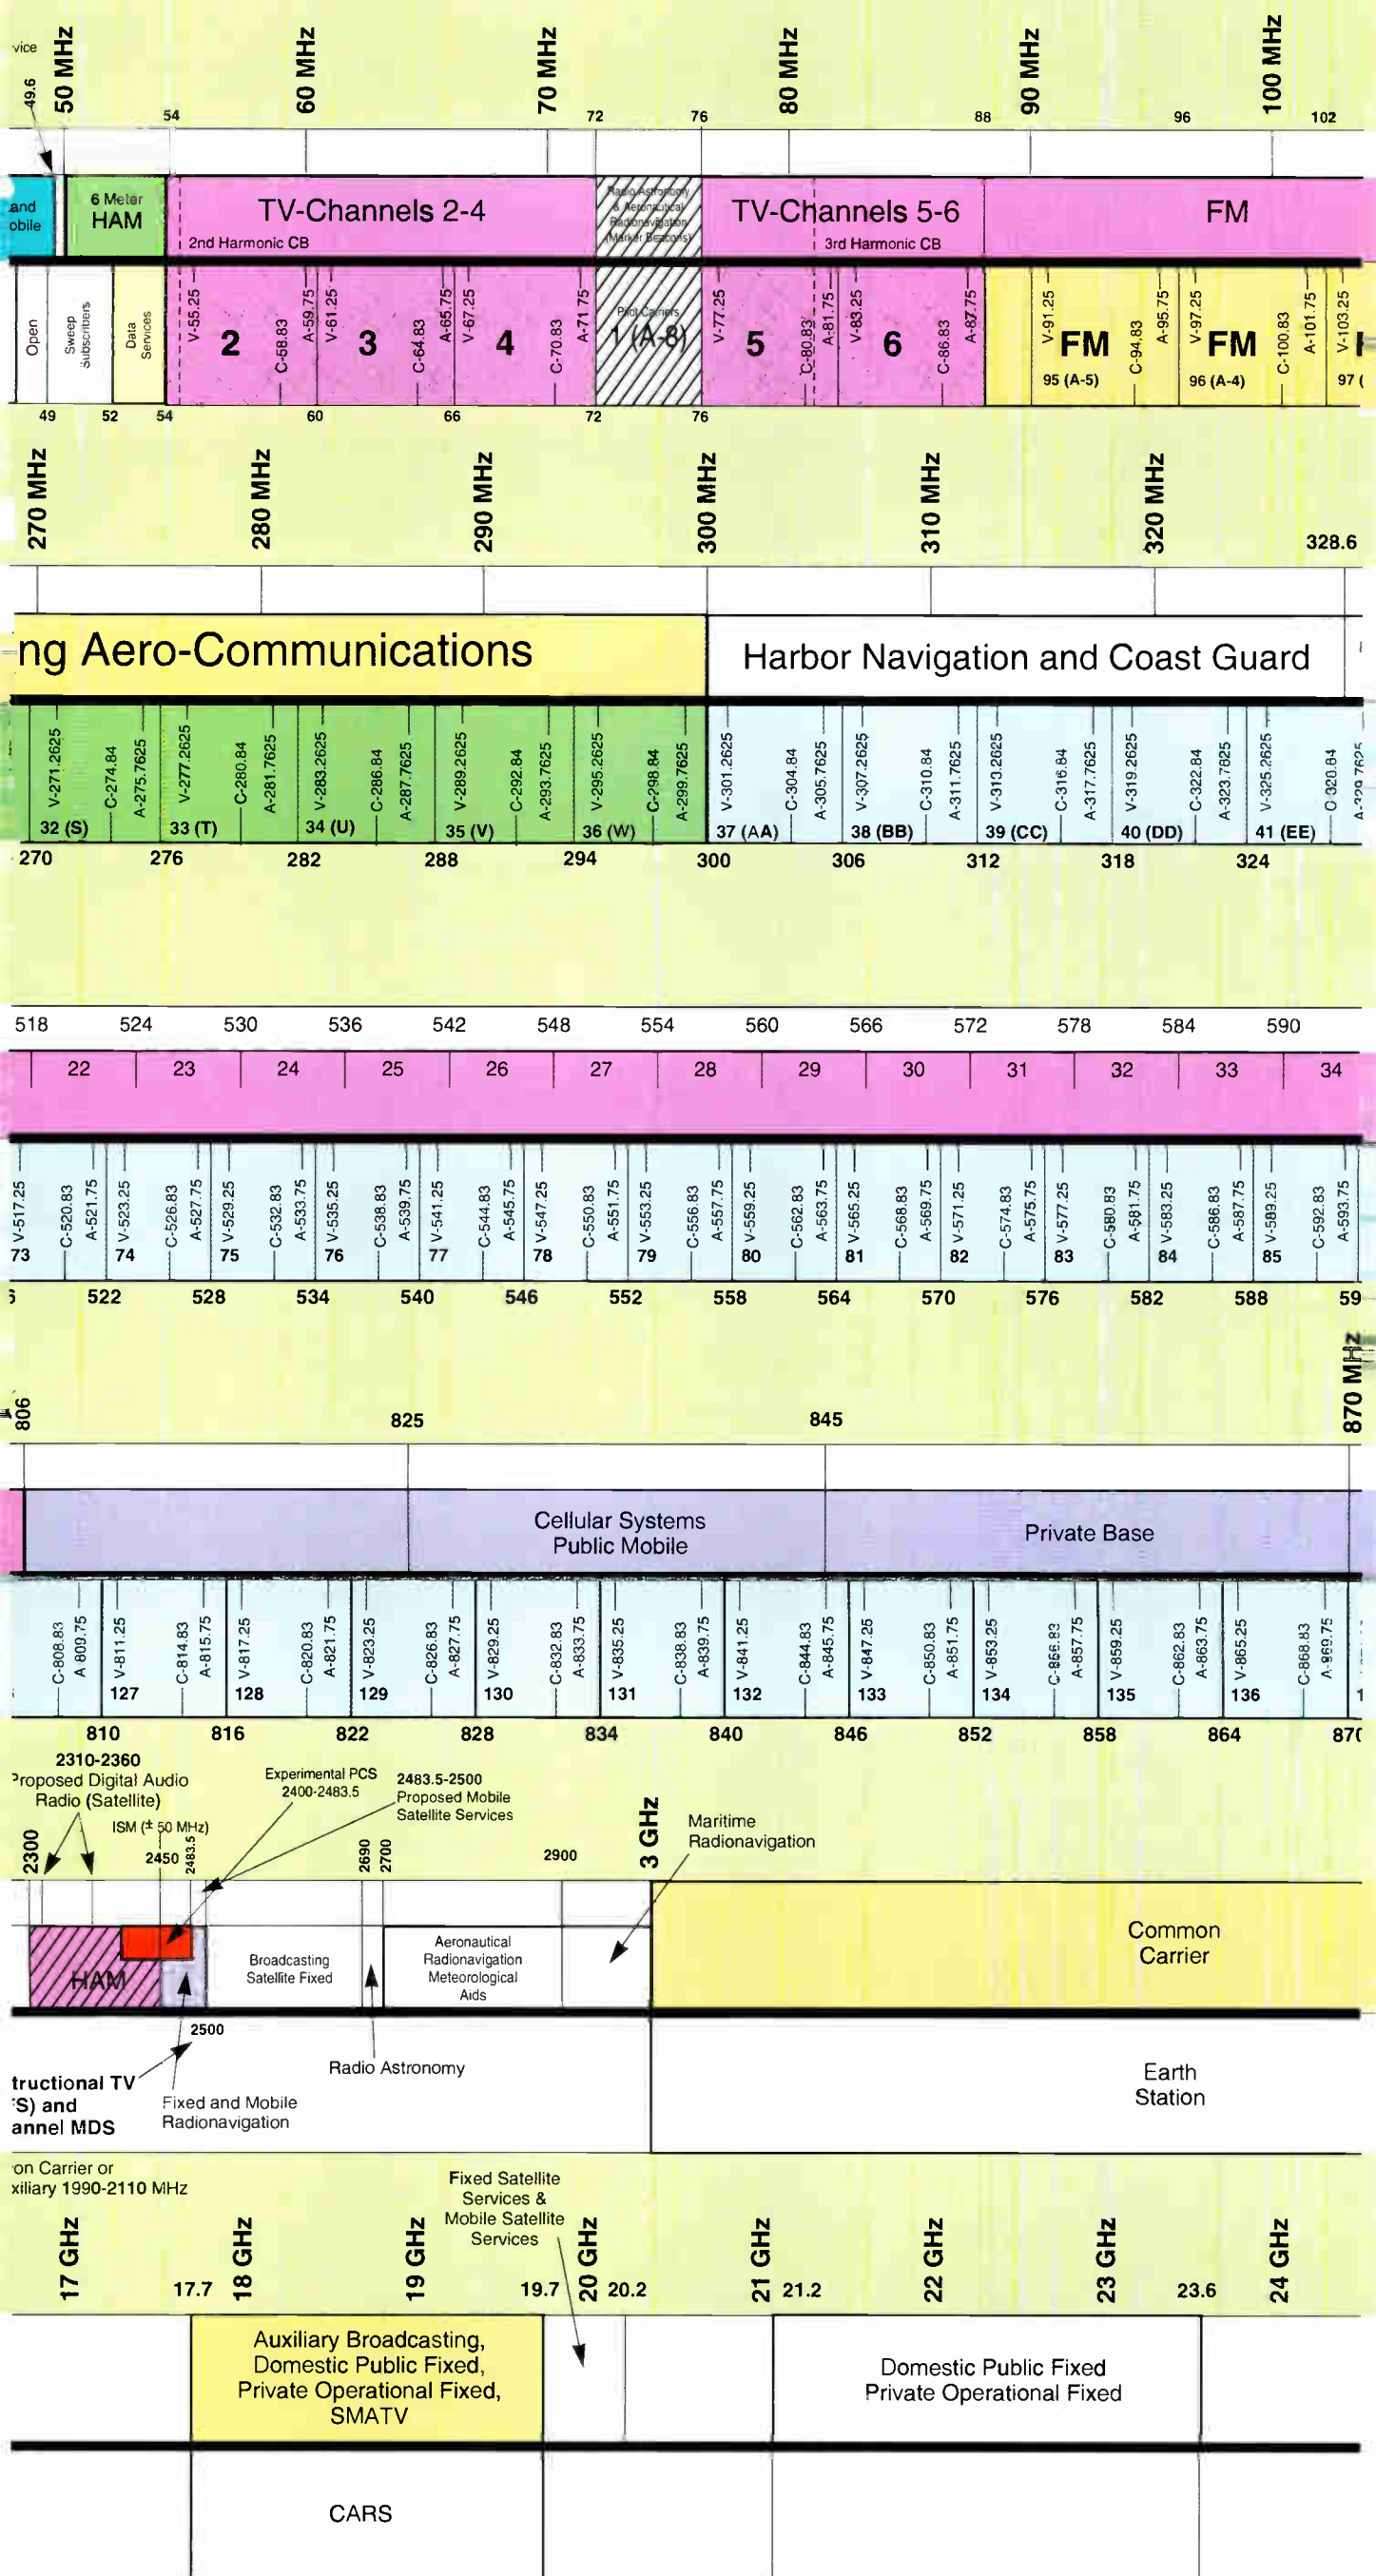 vice
49.6
50 MHz
60 MHz
70 MHz
80 MHz
90 MHz
100 MHz
54
72
76
88
96
102
and
obile
6 Meter
HAM
TV-Channels 2-4
2nd Harmonic CB
Radio Astronomy
& Aeronautical
Radionavigation
(Marker Beacons)
TV-Channels 5-6
3rd Harmonic CB
FM
Open
Sweep
Subscribers
Data
Services
V-55.25
2
C-58.83
A-59.75
V-61.25
3
C-64.83
A-65.75
V-67.25
4
C-70.83
A-71.75
Pilot Carriers
1 (A-8)
V-77.25
5
C-80.83
A-81.75
V-83.25
6
C-86.83
A-87.75
V-91.25
FM
95 (A-5)
C-94.83
A-95.75
V-97.25
FM
96 (A-4)
C-100.83
A-101.75
V-103.25
97 (
49
52
54
60
66
72
76
270 MHz
280 MHz
290 MHz
300 MHz
310 MHz
320 MHz
328.6
ng Aero-Communications
Harbor Navigation and Coast Guard
V-271.2625
C-274.84
A-275.7625
V-277.2625
C-280.84
A-281.7625
V-283.2625
C-286.84
A-287.7625
V-289.2625
C-292.84
A-293.7625
V-295.2625
C-298.84
A-299.7625
V-301.2625
C-304.84
A-305.7625
V-307.2625
C-310.84
A-311.7625
V-313.2625
C-316.84
A-317.7625
V-319.2625
C-322.84
A-323.7825
V-325.2625
C-328.84
32 (S)
33 (T)
34 (U)
35 (V)
36 (W)
37 (AA)
38 (BB)
39 (CC)
40 (DD)
41 (EE)
270
276
282
288
294
300
306
312
318
324
518
524
530
536
542
548
554
560
566
572
578
584
590
22
23
24
25
26
27
28
29
30
31
32
33
34
V-517.25
C-520.83
A-521.75
V-523.25
C-526.83
A-527.75
V-529.25
C-532.83
A-533.75
V-535.25
C-538.83
A-539.75
V-541.25
C-544.83
A-545.75
V-547.25
C-550.83
A-551.75
V-553.25
C-556.83
A-557.75
V-559.25
C-562.83
A-563.75
V-565.25
C-568.83
A-569.75
V-571.25
C-574.83
A-575.75
V-577.25
C-580.83
A-581.75
V-583.25
C-586.83
A-587.75
V-589.25
C-592.83
A-593.75
73
74
75
76
77
78
79
80
81
82
83
84
85
522
528
534
540
546
552
558
564
570
576
582
588
59
806
825
845
870 MHz
Cellular Systems
Public Mobile
Private Base
C-808.83
A 809.75
V-811.25
C-814.83
A-815.75
V-817.25
C-820.83
A-821.75
V-823.25
C-826.83
A-827.75
V-829.25
C-832.83
A-833.75
V-835.25
C-838.83
A-839.75
V-841.25
C-844.83
A-845.75
V-847.25
C-850.83
A-851.75
V-853.25
C-856.83
A-857.75
V-859.25
C-862.83
A-863.75
V-865.25
C-868.83
A-869.75
127
128
129
130
131
132
133
134
135
136
1
810
816
822
828
834
840
846
852
858
864
870
2310-2360
Proposed Digital Audio
Radio (Satellite)
Experimental PCS
2400-2483.5
2483.5-2500
Proposed Mobile
Satellite Services
ISM (± 50 MHz)
2300
2450
2483.5
2690
2700
2900
3 GHz
Maritime
Radionavigation
HAM
Broadcasting
Satellite Fixed
Aeronautical
Radionavigation
Meteorological
Aids
Common
Carrier
2500
Radio Astronomy
tructional TV
S) and
annel MDS
Fixed and Mobile
Radionavigation
Earth
Station
on Carrier or
xiliary 1990-2110 MHz
Fixed Satellite
Services &
Mobile Satellite
Services
17 GHz
17.7
18 GHz
19 GHz
19.7
20 GHz
20.2
21 GHz
21.2
22 GHz
23 GHz
23.6
24 GHz
Auxiliary Broadcasting,
Domestic Public Fixed,
Private Operational Fixed,
SMATV
Domestic Public Fixed
Private Operational Fixed
CARS